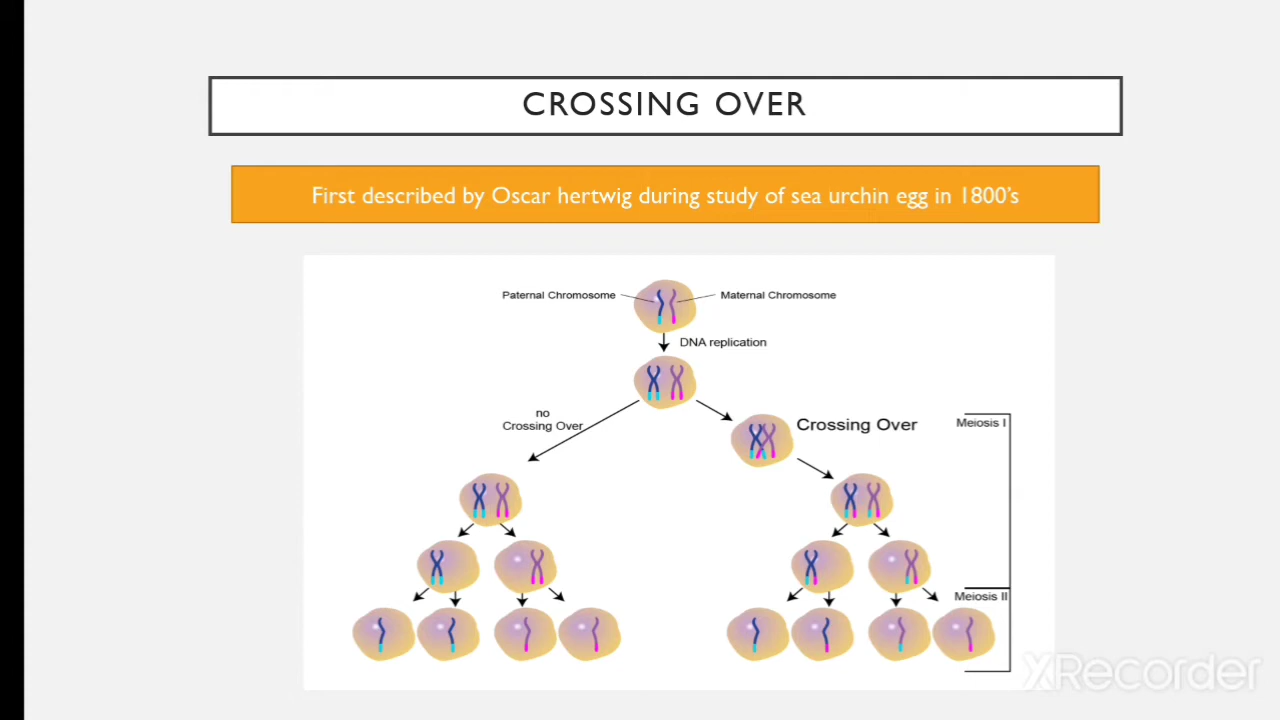 CROSSING OVER
First described by Oscar hertwig during study of sea urchin egg in 1800's
Paternal Chromosome
Maternal Chromosome
DNA replication
no
Crossing Over
Crossing Over
Meiosis I
Meiosis II
XRecorder